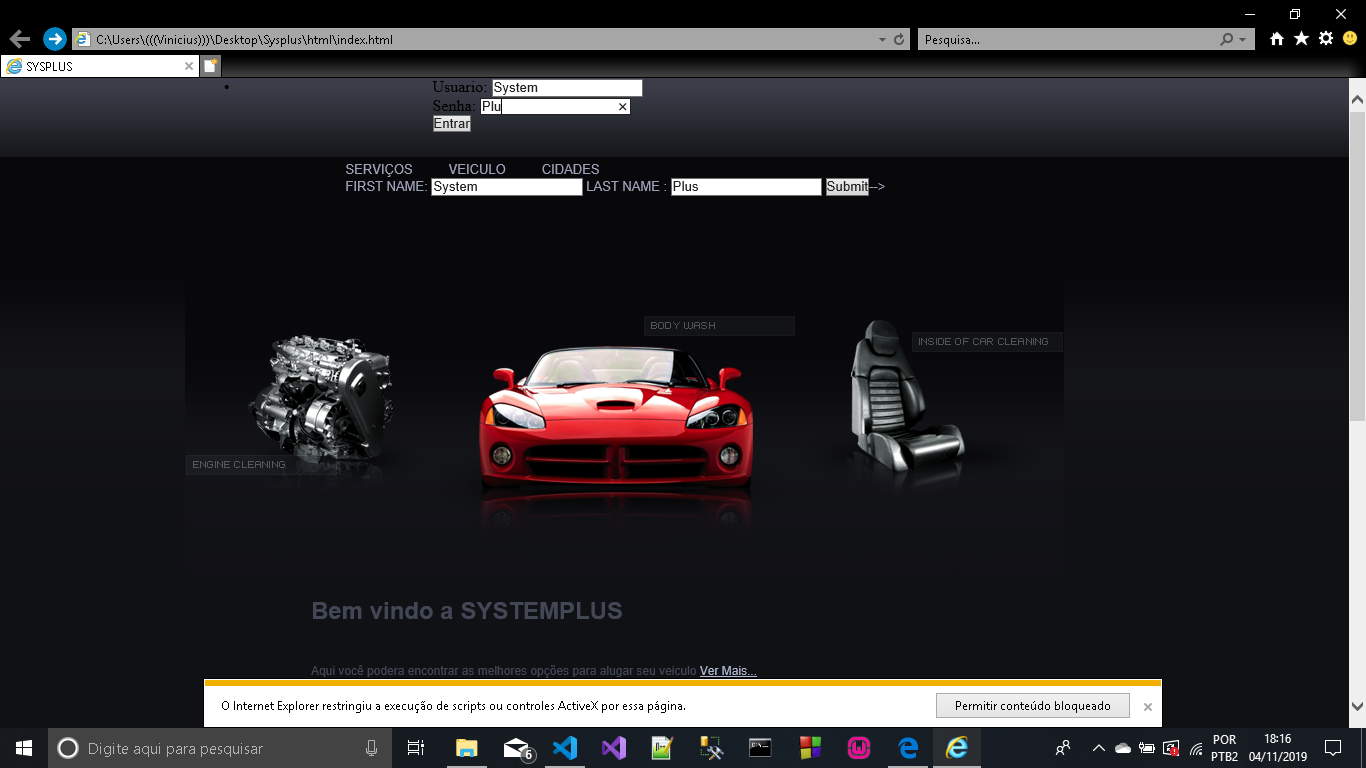 C:\Users\(((Vinicius)))\Desktop\Sysplus\html\index.html
Pesquisa...
SYSPLUS
Usuario: System
Senha: Plu
Entrar
SERVIÇOS VEICULO CIDADES
FIRST NAME: System LAST NAME : Plus Submit-->
BODY WASH
INSIDE OF CAR CLEANING
ENGINE CLEANING
Bem vindo a SYSTEMPLUS
Aqui você podera encontrar as melhores opções para alugar seu veiculo Ver Mais...
O Internet Explorer restringiu a execução de scripts ou controles ActiveX por essa página.
Permitir conteúdo bloqueado
Digite aqui para pesquisar
6
POR
PTB2
18:16
04/11/2019